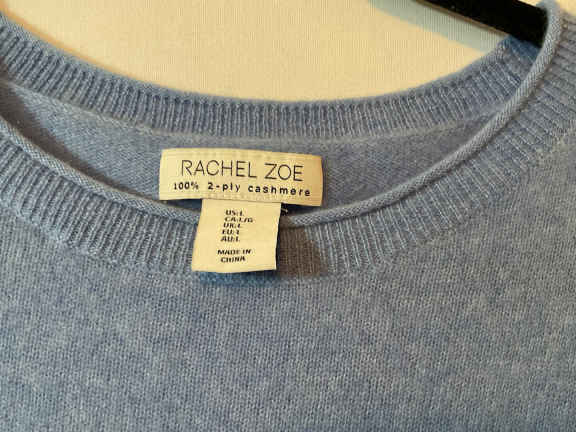 RACHEL ZOE
100% 2-ply cashmere
US:L
CA:L/G
UK:L
EU:L
AU:L
MADE IN
CHINA